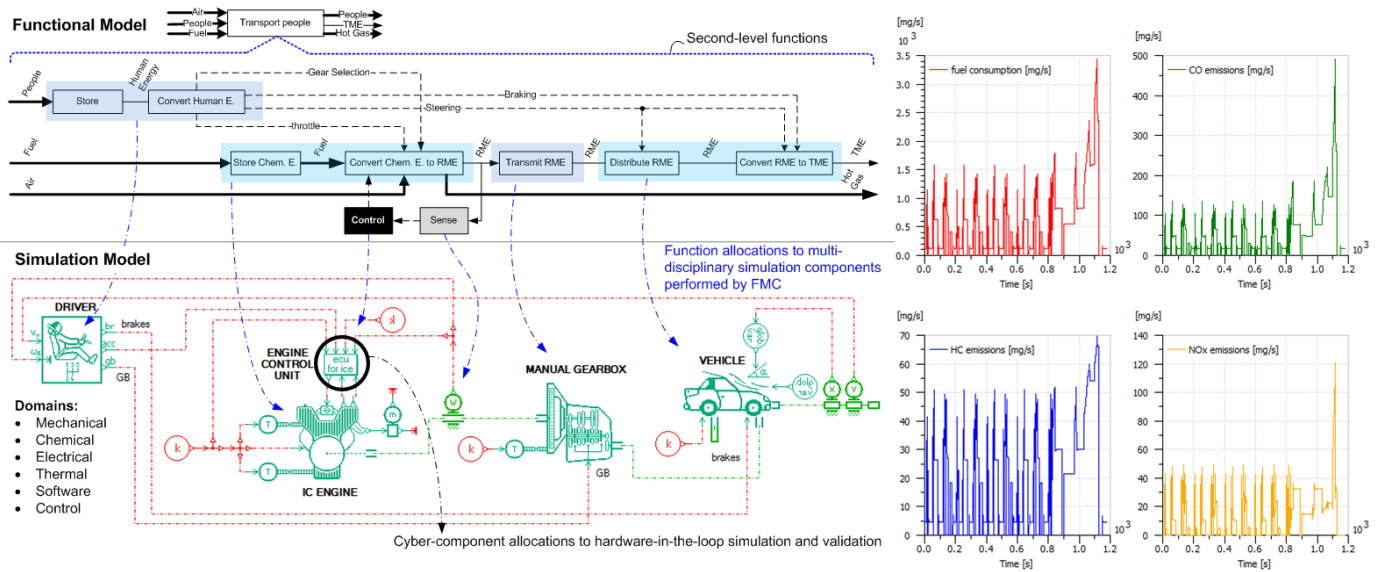 Functional Model
Air
People
Fuel
Transport people
People
TME
Hot Gas
Second-level functions
People
Store
Human
Energy
Convert Human E.
Gear Selection
Braking
Steering
throttle
Fuel
Store Chem. E.
Fuel
Convert Chem. E. to RME
RME
Transmit RME
RME
Distribute RME
RME
Convert RME to TME
TME
Air
Hot
Gas
Control
Sense
Simulation Model
Function allocations to multi-
disciplinary simulation components
performed by FMC
DRIVER
br
brakes
acc
gb
GB
ENGINE
CONTROL
UNIT
ecu
for ice
k
w
m
T
k
T
IC ENGINE
MANUAL GEARBOX
k
T
GB
VEHICLE
glob
var
α
x
v
k
brakes
Domains:
• Mechanical
• Chemical
• Electrical
• Thermal
• Software
• Control
Cyber-component allocations to hardware-in-the-loop simulation and validation
[mg/s]
10³
fuel consumption [mg/s]
3.5
3.0
2.5
2.0
1.5
1.0
0.5
0.0
10³
0.0 0.2 0.4 0.6 0.8 1.0 1.2
Time [s]
[mg/s]
CO emissions [mg/s]
500
400
300
200
100
0
10³
0.0 0.2 0.4 0.6 0.8 1.0 1.2
Time [s]
[mg/s]
HC emissions [mg/s]
70
60
50
40
30
20
10
0
10³
0.0 0.2 0.4 0.6 0.8 1.0 1.2
Time [s]
[mg/s]
NOx emissions [mg/s]
140
120
100
80
60
40
20
0
10³
0.0 0.2 0.4 0.6 0.8 1.0 1.2
Time [s]